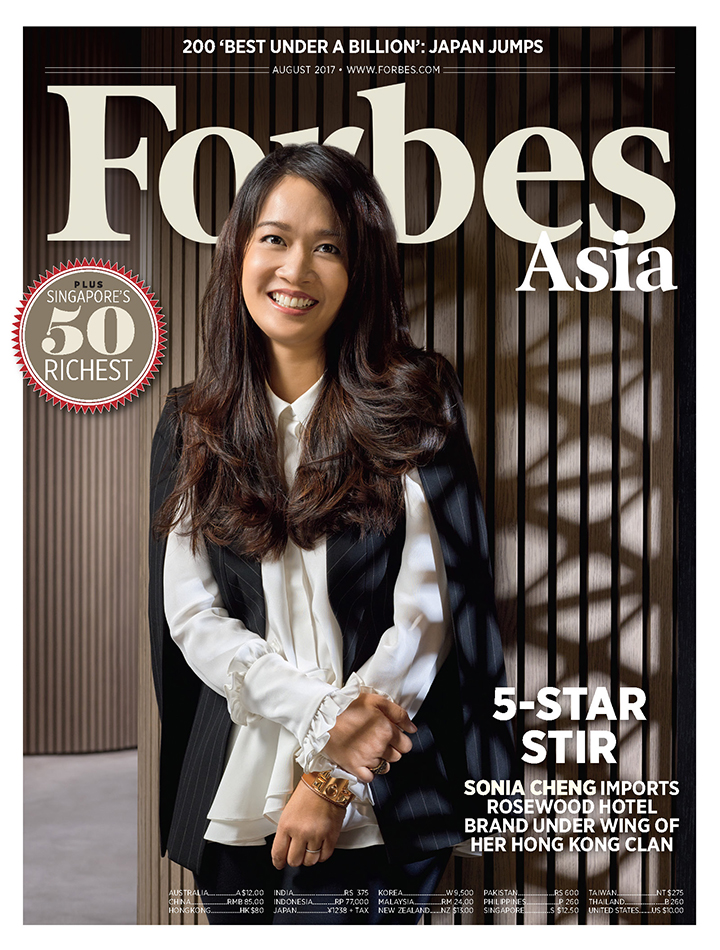 200 ‘BEST UNDER A BILLION’: JAPAN JUMPS
AUGUST 2017 • WWW.FORBES.COM
Forbes
Asia
PLUS
SINGAPORE’S
50
RICHEST
5-STAR
STIR
SONIA CHENG IMPORTS
ROSEWOOD HOTEL
BRAND UNDER WING OF
HER HONG KONG CLAN
AUSTRALIA....................A $12.00 INDIA..........................RS 375 KOREA.......................W 9,500 PAKISTAN..................RS 600 TAIWAN.................NT $275
CHINA.......................RMB 85.00 INDONESIA..........RP 77,000 MALAYSIA............RM 24.00 PHILIPPINES...............P 260 THAILAND.................B 260
HONG KONG..............HK $80 JAPAN.............¥1238 + TAX NEW ZEALAND.....NZ $13.00 SINGAPORE..........S $12.50 UNITED STATES......US $10.00